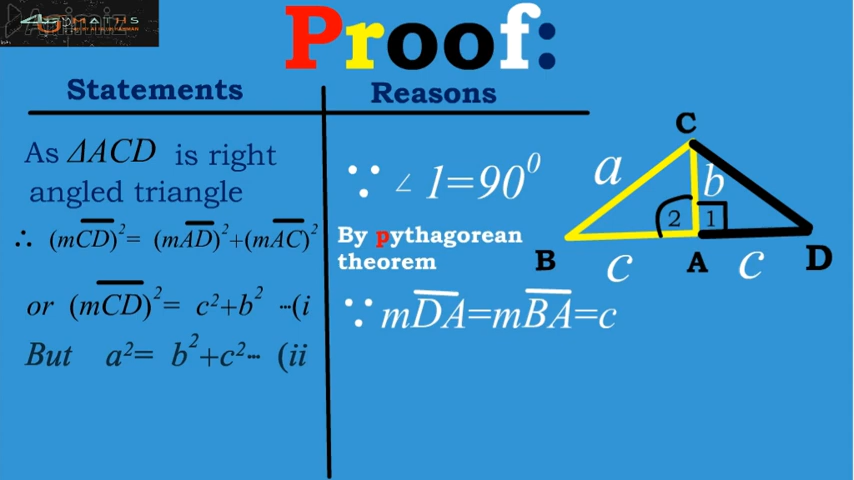 Proof:
Statements
Reasons
As ΔACD is right
angled triangle
∵ ∠1=90⁰
∴ (mCD̅)²= (mAD̅)²+(mAC̅)²
By pythagorean
theorem
or (mCD̅)²= c²+b² ...(i
∵ mDA̅=mBA̅=c
But a²= b²+c²... (ii
C
a
b
2
1
B
c
A
c
D